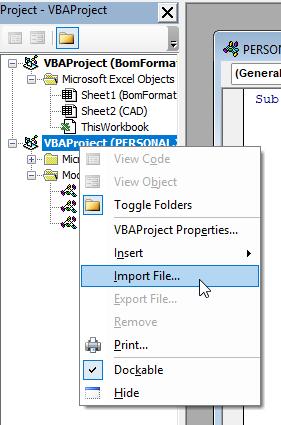 Project - VBAProject
VBAProject (BomFormat
Microsoft Excel Objects
Sheet1 (BomFormat
Sheet2 (CAD)
ThisWorkbook
VBAProject (PERSONAL.
Micr
Mod
PERSON
(General
Sub
View Code
View Object
Toggle Folders
VBAProject Properties...
Insert
Import File...
Export File...
Remove
Print...
Dockable
Hide